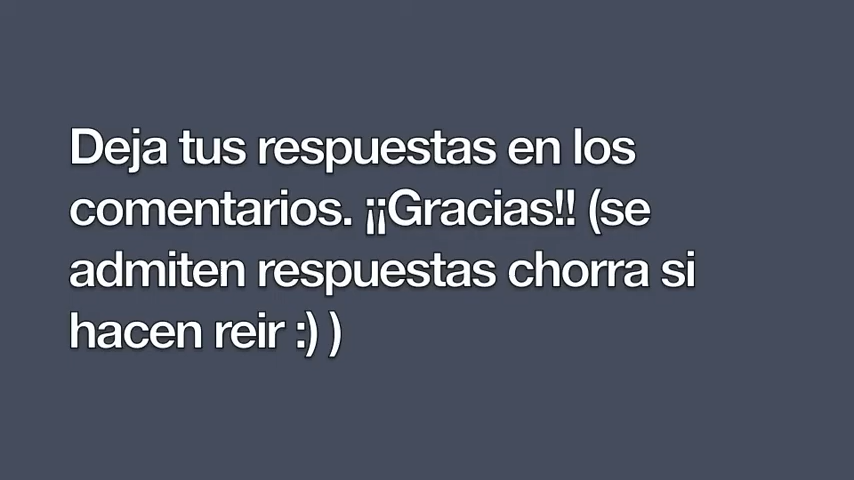 Deja tus respuestas en los
comentarios. ¡¡Gracias!! (se
admiten respuestas chorra si
hacen reir :) )